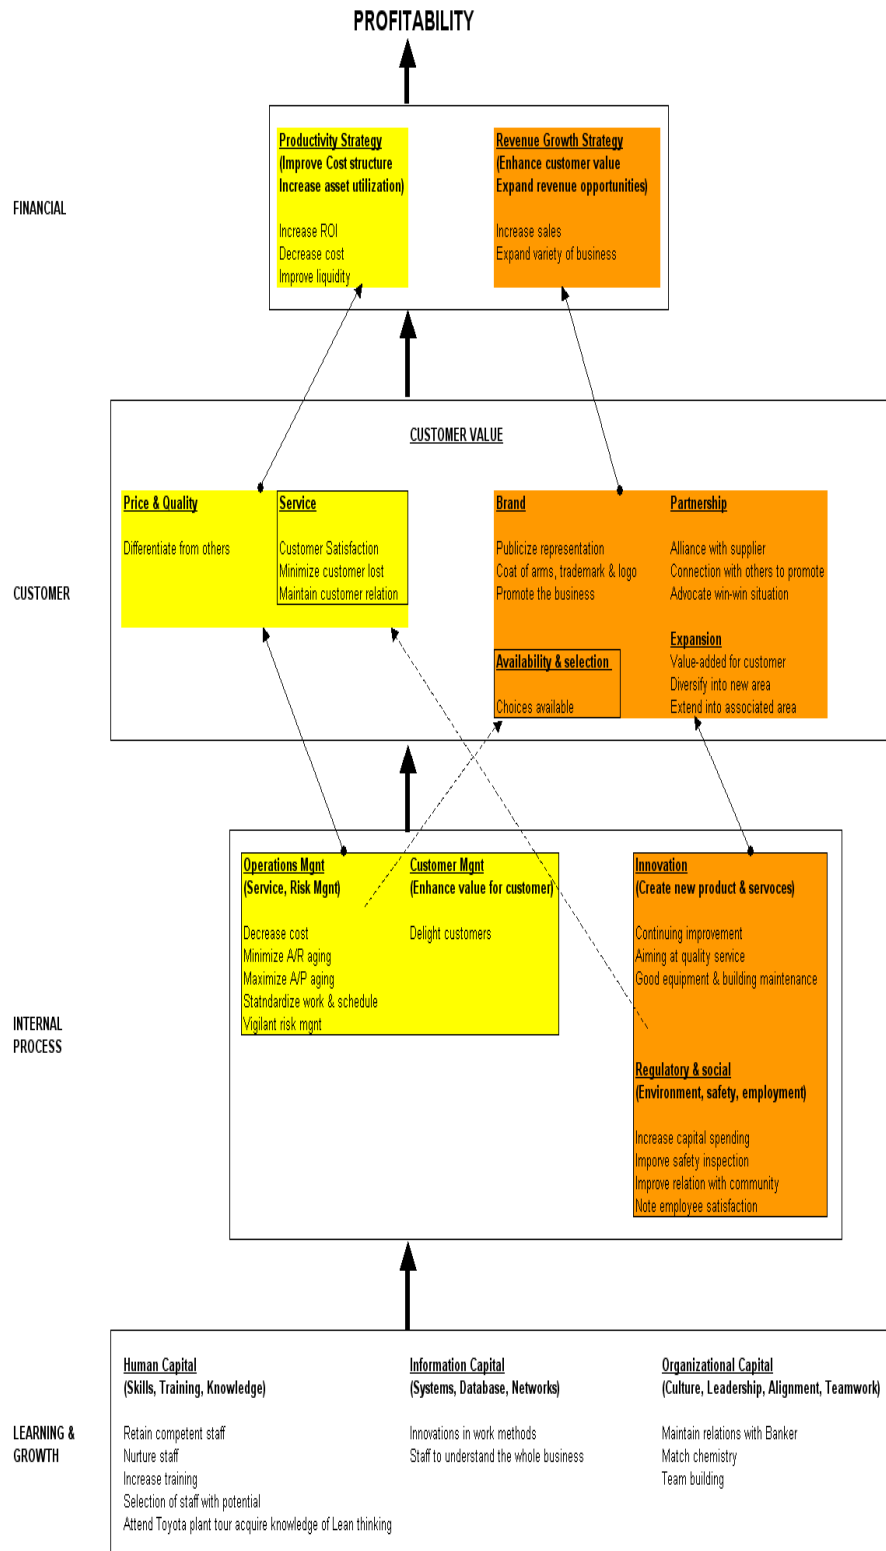 PROFITABILITY
FINANCIAL
Productivity Strategy
(Improve Cost structure
Increase asset utilization)
Increase ROI
Decrease cost
Improve liquidity
Revenue Growth Strategy
(Enhance customer value
Expand revenue opportunities)
Increase sales
Expand variety of business
CUSTOMER
CUSTOMER VALUE
Price & Quality
Differentiate from others
Service
Customer Satisfaction
Minimize customer lost
Maintain customer relation
Brand
Publicize representation
Coat of arms, trademark & logo
Promote the business
Availability & selection
Choices available
Partnership
Alliance with supplier
Connection with others to promote
Advocate win-win situation
Expansion
Value-added for customer
Diversify into new area
Extend into associated area
INTERNAL
PROCESS
Operations Mgnt
(Service, Risk Mgnt)
Decrease cost
Minimize A/R aging
Maximize A/P aging
Statndardize work & schedule
Vigilant risk mgnt
Customer Mgnt
(Enhance value for customer)
Delight customers
Innovation
(Create new product & servoces)
Continuing improvement
Aiming at quality service
Good equipment & building maintenance
Regulatory & social
(Environment, safety, employment)
Increase capital spending
Imporve safety inspection
Improve relation with community
Note employee satisfaction
LEARNING &
GROWTH
Human Capital
(Skills, Training, Knowledge)
Retain competent staff
Nurture staff
Increase training
Selection of staff with potential
Attend Toyota plant tour acquire knowledge of Lean thinking
Information Capital
(Systems, Database, Networks)
Innovations in work methods
Staff to understand the whole business
Organizational Capital
(Culture, Leadership, Alignment, Teamwork)
Maintain relations with Banker
Match chemistry
Team building